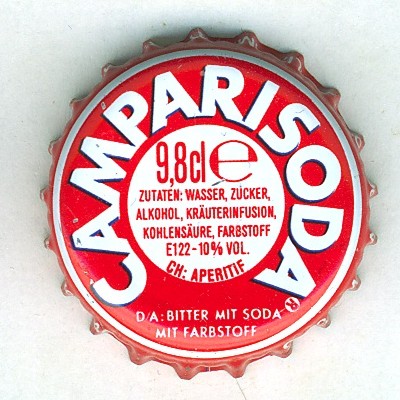 CAMPARISODA®
9,8cl e
ZUTATEN: WASSER, ZUCKER,
ALKOHOL, KRÄUTERINFUSION,
KOHLENSÄURE, FARBSTOFF
E122-10% VOL.
CH: APERITIF
D/A: BITTER MIT SODA
MIT FARBSTOFF